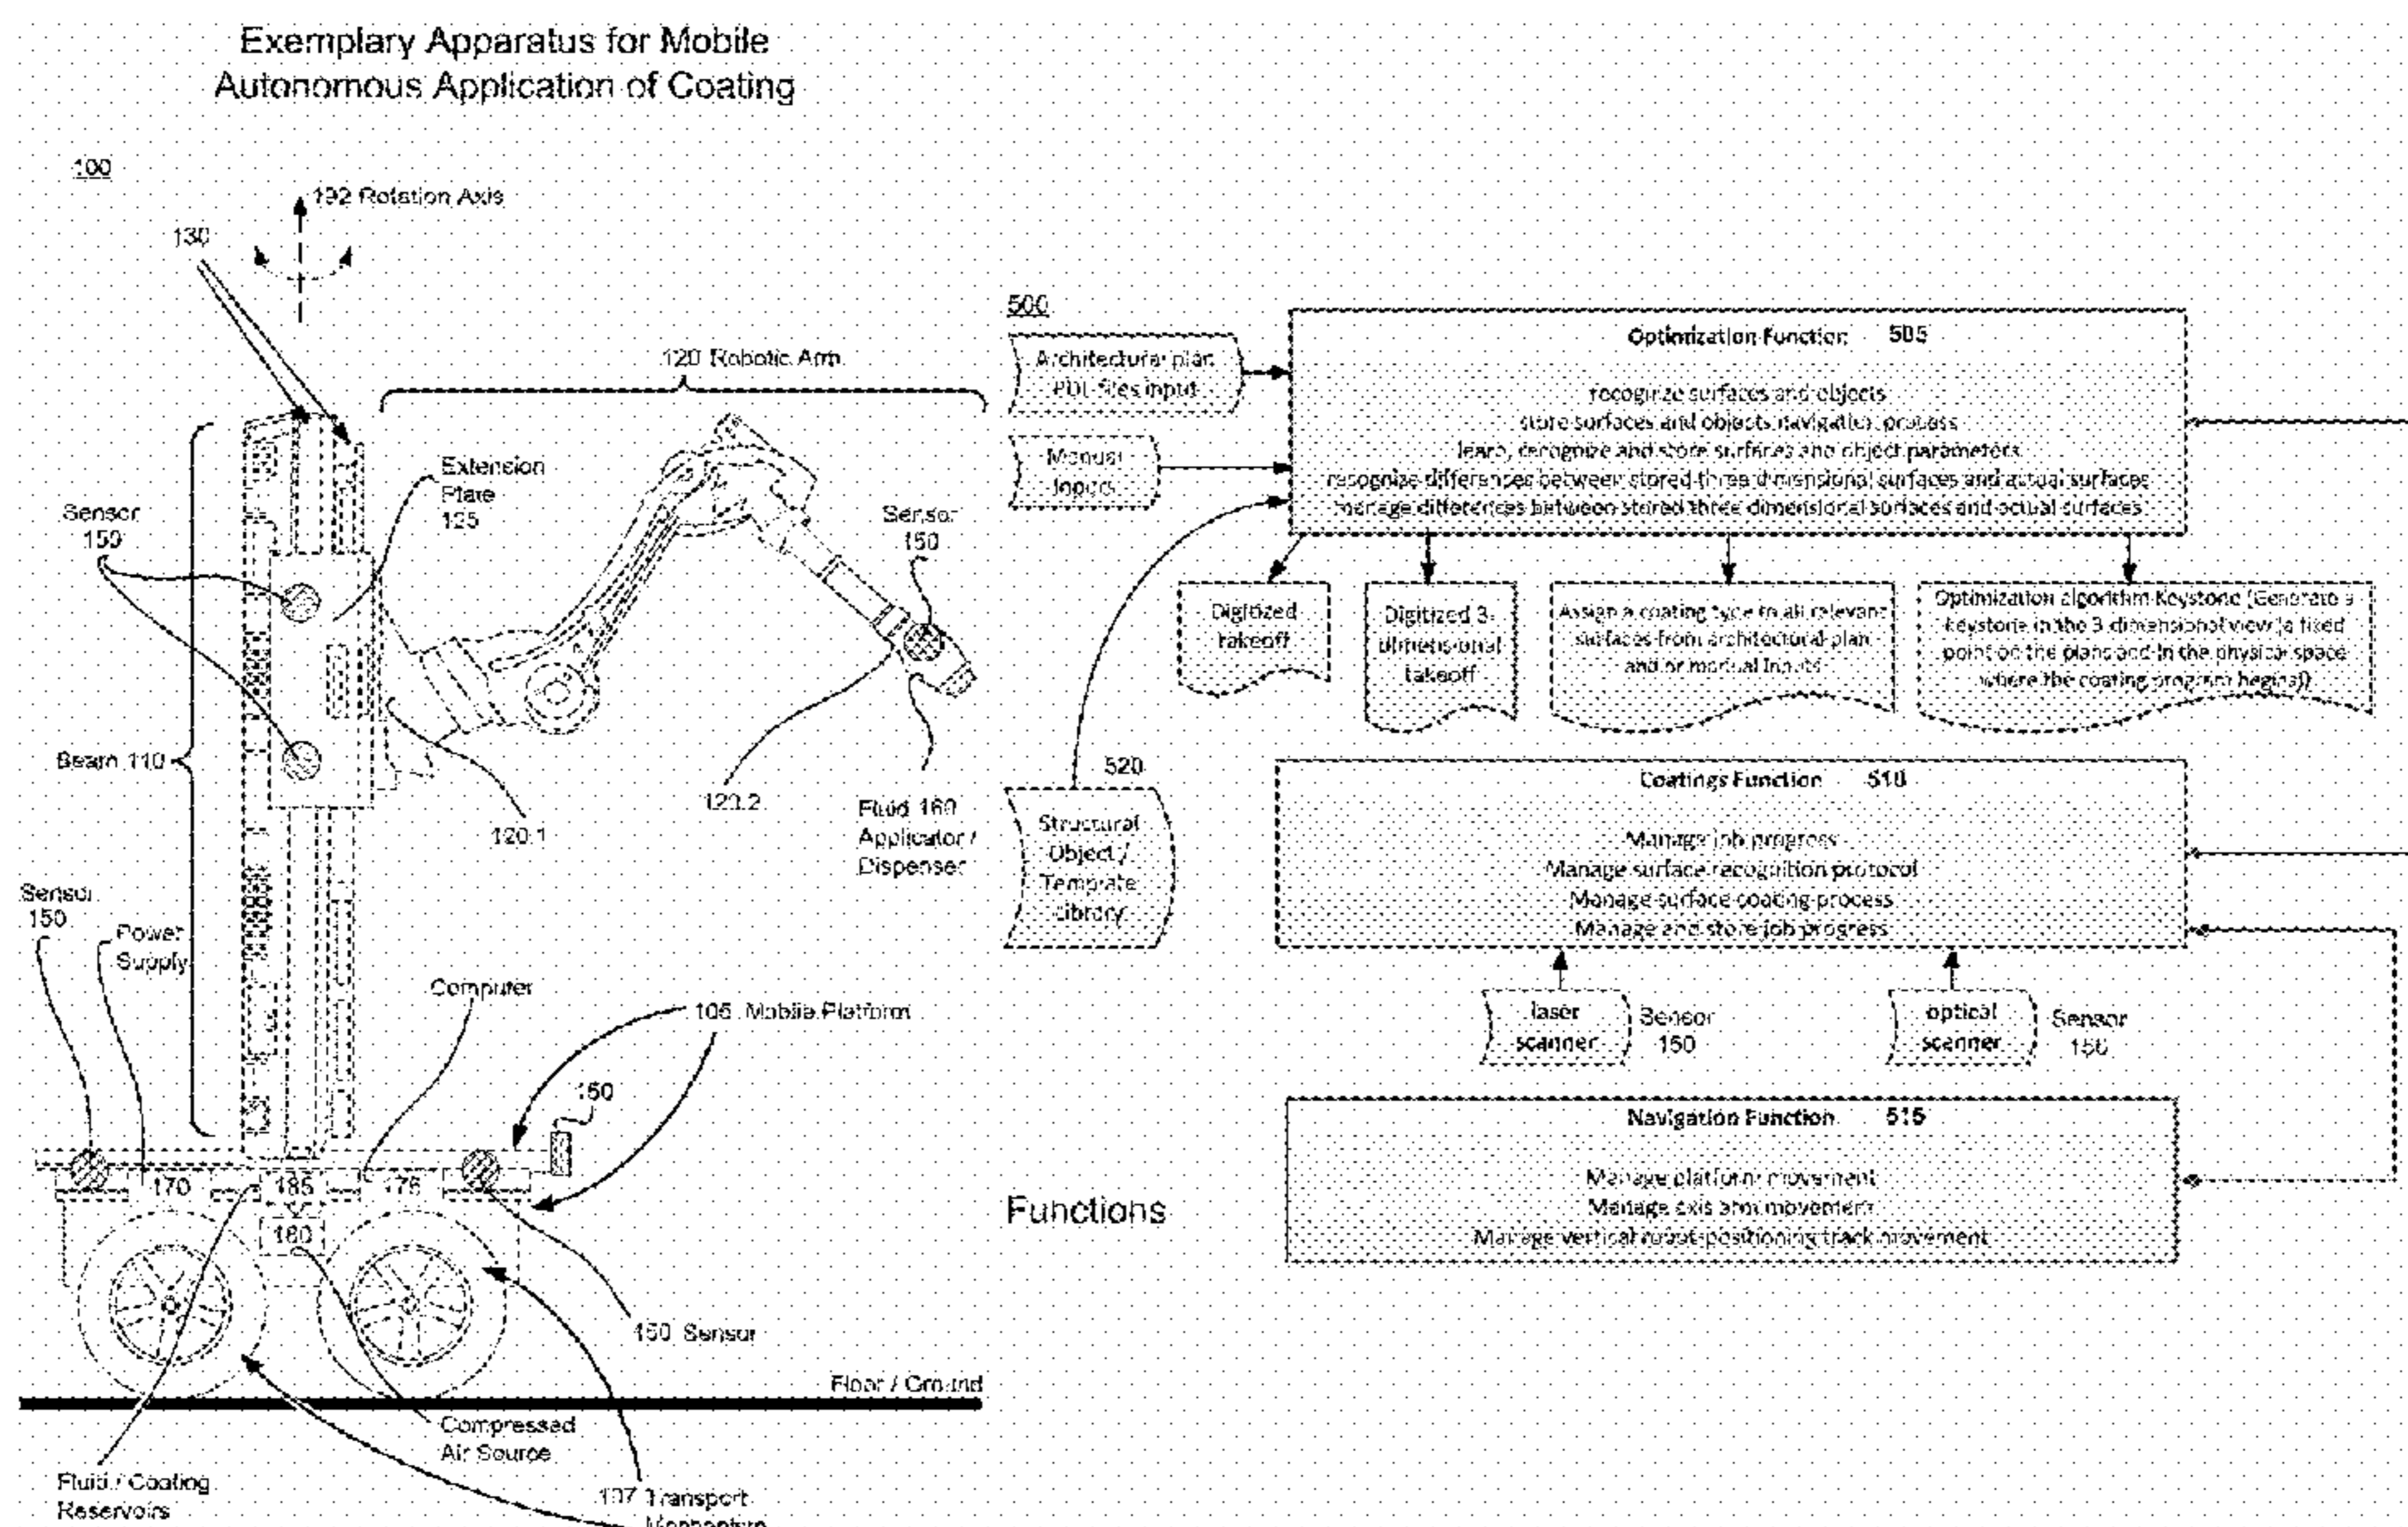 Exemplary Apparatus for Mobile
Autonomous Application of Coating
100
192 Rotation Axis
130
120 Robotic Arm
Extension
Plate
125
Sensor
150
Sensor
150
Beam 110
120.1
120.2
Fluid 160
Applicator /
Dispenser
Sensor
150
Power
Supply
Computer
105 Mobile Platform
150
170
185
175
180
150 Sensor
Floor / Ground
Compressed
Air Source
Fluid / Coating
Reservoirs
107 Transport
Mechanism
500
Architectural plan
PDL files input
Manual
Inputs
520
Structural
Object /
Template
Library
Functions
Optimization Function 505
recognize surfaces and objects
store surfaces and objects navigation process
learn, recognize and store surfaces and object parameters
recognize differences between stored three dimensional surfaces and actual surfaces
manage differences between stored three dimensional surfaces and actual surfaces
Digitized
takeoff
Digitized 3-
dimensional
takeoff
Assign a coating type to all relevant
surfaces from architectural plan
and/or manual inputs
Optimization algorithm Keystone (Generate a
keystone in the 3 dimensional view (a fixed
point on the plans and in the physical space
where the coating program begins))
Coatings Function 510
Manage job progress
Manage surface recognition protocol
Manage surface coating process
Manage and store job progress
laser
scanner
Sensor
150
optical
scanner
Sensor
150
Navigation Function 515
Manage platform movement
Manage axis arm movement
Manage vertical robot-positioning track movement